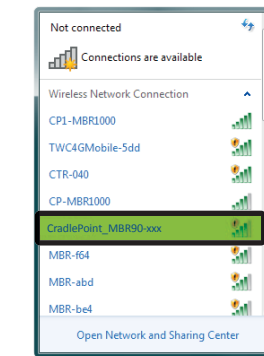 Not connected
Connections are available
Wireless Network Connection
CP1-MBR1000
TWC4GMobile-5dd
CTR-040
CP-MBR1000
CradlePoint_MBR90-xxx
MBR-f64
MBR-abd
MBR-be4
Open Network and Sharing Center